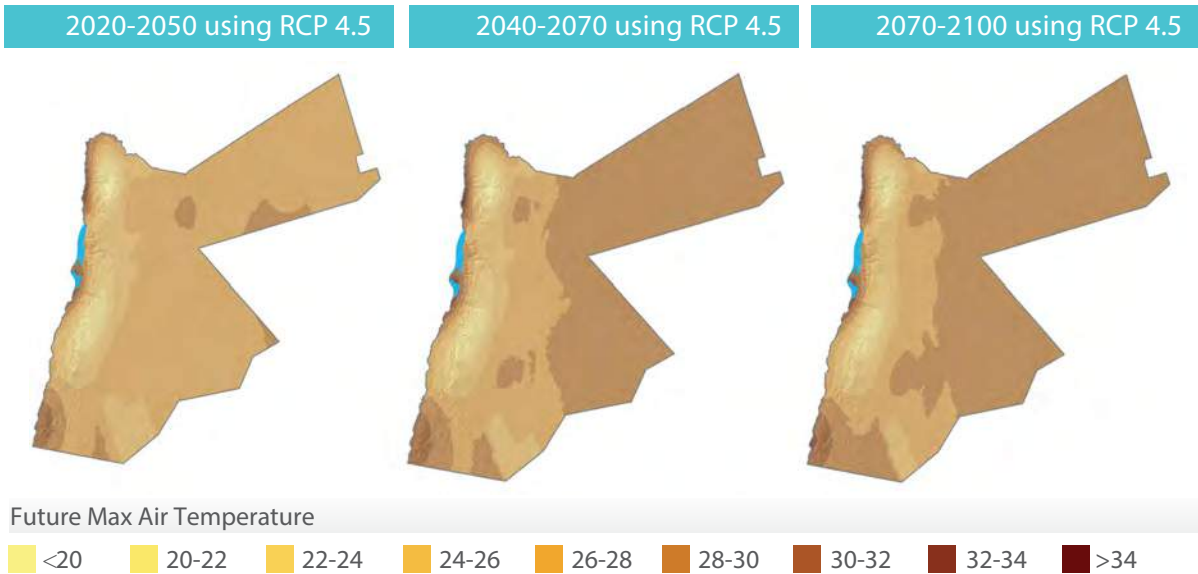 2020-2050 using RCP 4.5
2040-2070 using RCP 4.5
2070-2100 using RCP 4.5
Future Max Air Temperature
<20 20-22 22-24 24-26 26-28 28-30 30-32 32-34 >34